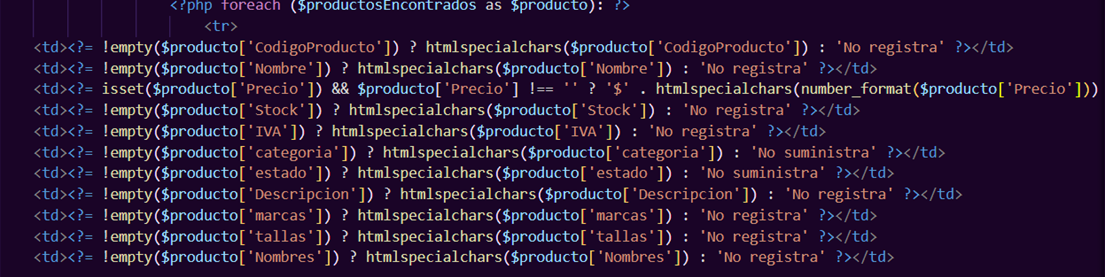 <?php foreach ($productosEncontrados as $producto): ?>
<tr>
<td><?= !empty($producto['CodigoProducto']) ? htmlspecialchars($producto['CodigoProducto']) : 'No registra' ?></td>
<td><?= !empty($producto['Nombre']) ? htmlspecialchars($producto['Nombre']) : 'No registra' ?></td>
<td><?= isset($producto['Precio']) && $producto['Precio'] !== '' ? '$' . htmlspecialchars(number_format($producto['Precio']))
<td><?= !empty($producto['Stock']) ? htmlspecialchars($producto['Stock']) : 'No registra' ?></td>
<td><?= !empty($producto['IVA']) ? htmlspecialchars($producto['IVA']) : 'No registra' ?></td>
<td><?= !empty($producto['categoria']) ? htmlspecialchars($producto['categoria']) : 'No suministra' ?></td>
<td><?= !empty($producto['estado']) ? htmlspecialchars($producto['estado']) : 'No suministra' ?></td>
<td><?= !empty($producto['Descripcion']) ? htmlspecialchars($producto['Descripcion']) : 'No registra' ?></td>
<td><?= !empty($producto['marcas']) ? htmlspecialchars($producto['marcas']) : 'No registra' ?></td>
<td><?= !empty($producto['tallas']) ? htmlspecialchars($producto['tallas']) : 'No registra' ?></td>
<td><?= !empty($producto['Nombres']) ? htmlspecialchars($producto['Nombres']) : 'No registra' ?></td>